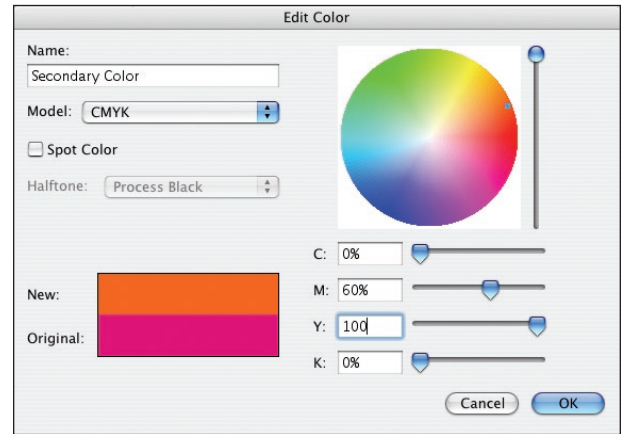 Edit Color
Name:
Secondary Color
Model: CMYK
Spot Color
Halftone: Process Black
New:
Original:
C: 0%
M: 60%
Y: 100
K: 0%
Cancel OK